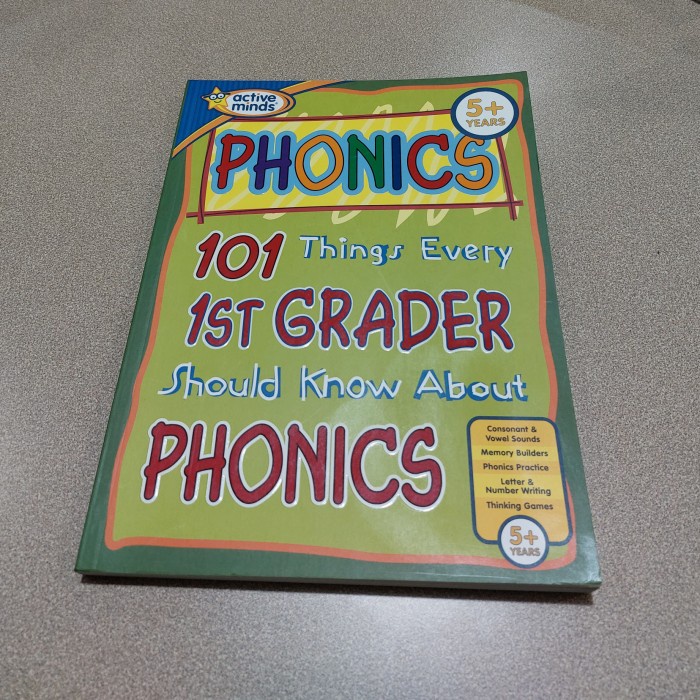 active
minds
5+
YEARS
PHONICS
101 Things Every
1ST GRADER
Should Know About
PHONICS
Consonant &
Vowel Sounds
Memory Builders
Phonics Practice
Letter &
Number Writing
Thinking Games
5+
YEARS